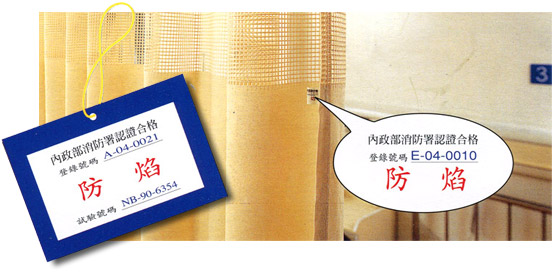 內政部消防署認證合格
登錄號碼 A-04-0021
防焰
試驗號碼 NB-90-6354
內政部消防署認證合格
登錄號碼 E-04-0010
防焰
3